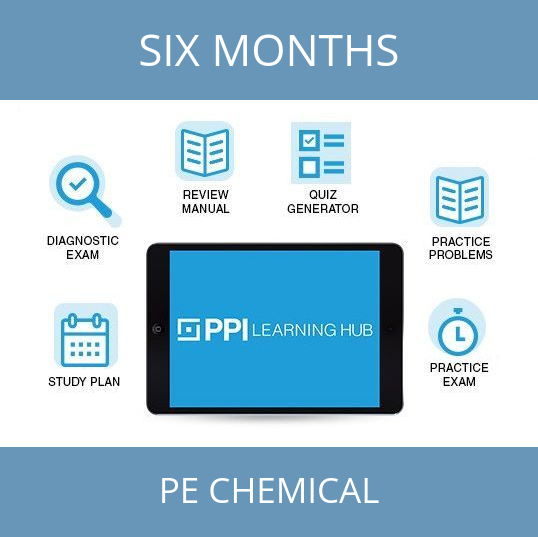 SIX MONTHS
REVIEW
MANUAL
QUIZ
GENERATOR
DIAGNOSTIC
EXAM
PRACTICE
PROBLEMS
PPI LEARNING HUB
STUDY PLAN
PRACTICE
EXAM
PE CHEMICAL